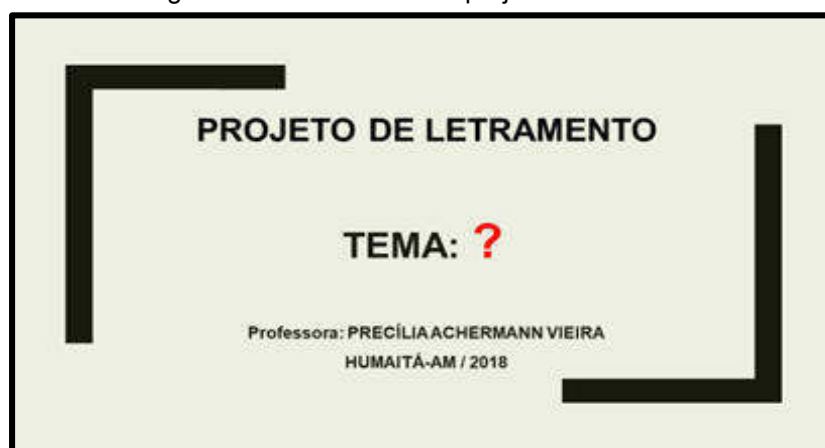 PROJETO DE LETRAMENTO
TEMA: ?
Professora: PRECÍLIA ACHERMANN VIEIRA
HUMAITÁ-AM / 2018